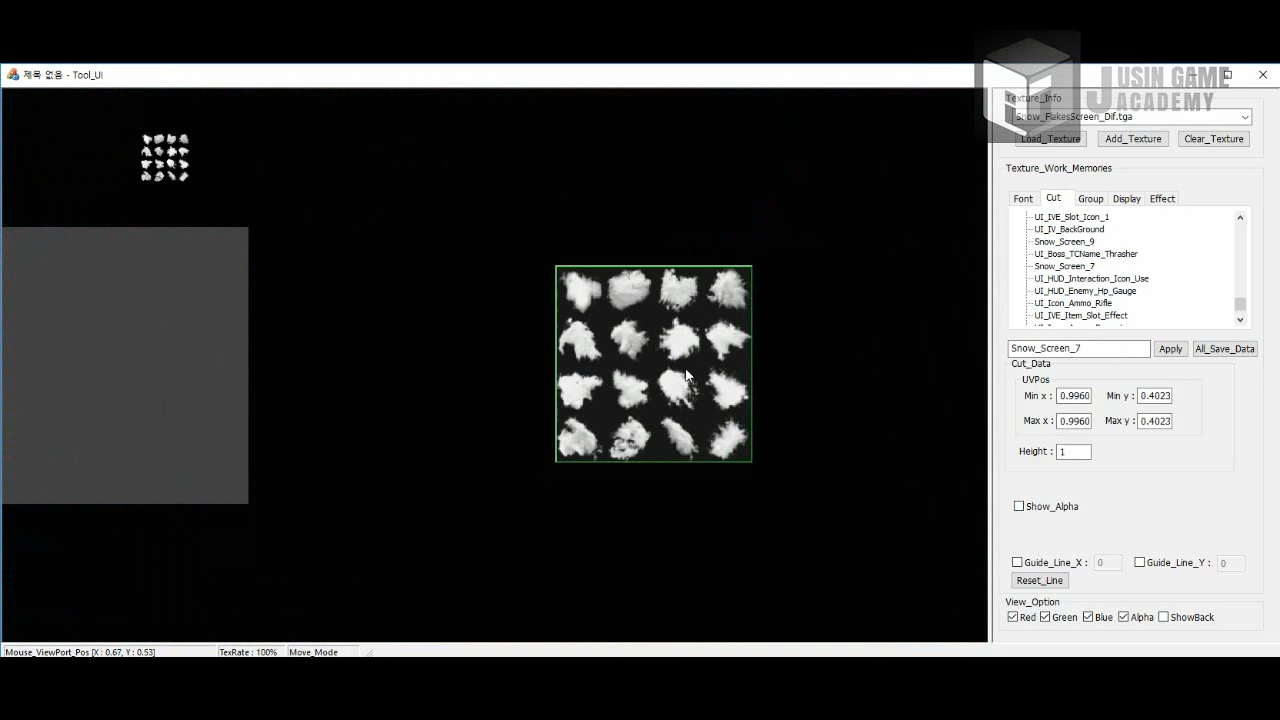 제목 없음 - Tool_UI
JUSIN GAME
ACADEMY
Texture_Info
Snow_FlakesScreen_Dif.tga
Load_Texture Add_Texture Clear_Texture
Texture_Work_Memories
Font Cut Group Display Effect
UI_IVE_Slot_Icon_1
UI_IV_BackGround
Snow_Screen_9
UI_Boss_TCName_Thrasher
Snow_Screen_7
UI_HUD_Interaction_Icon_Use
UI_HUD_Enemy_Hp_Gauge
UI_Icon_Ammo_Rifle
UI_IVE_Item_Slot_Effect
Snow_Screen_7 Apply All_Save_Data
Cut_Data
UVPos
Min x : 0.9960 Min y : 0.4023
Max x : 0.9960 Max y : 0.4023
Height : 1
Show_Alpha
Guide_Line_X : 0 Guide_Line_Y : 0
Reset_Line
View_Option
Red Green Blue Alpha ShowBack
Mouse_ViewPort_Pos [X : 0.67, Y : 0.53] TexRate : 100% Move_Mode